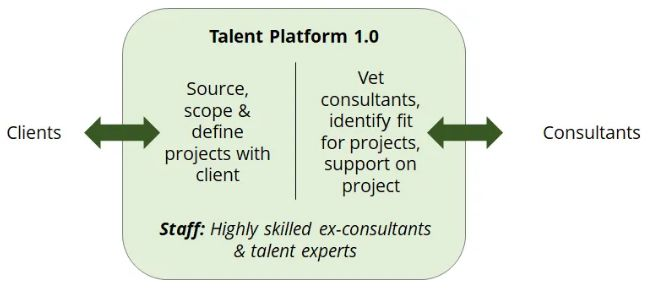 Talent Platform 1.0
Clients
Source,
scope &
define
projects with
client
Vet
consultants,
identify fit
for projects,
support on
project
Consultants
Staff: Highly skilled ex-consultants
& talent experts